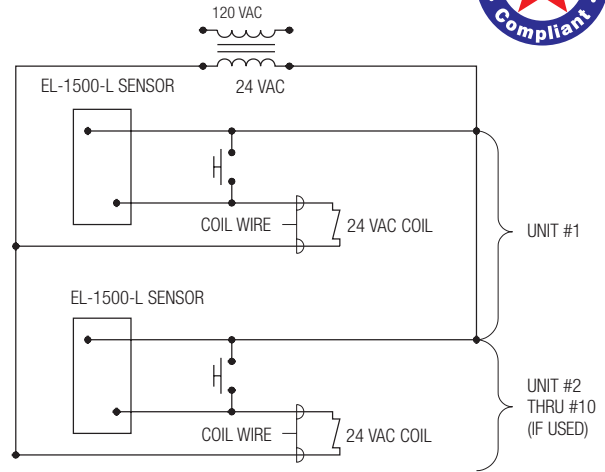 120 VAC
Compliant
EL-1500-L SENSOR
24 VAC
COIL WIRE
24 VAC COIL
UNIT #1
EL-1500-L SENSOR
COIL WIRE
24 VAC COIL
UNIT #2
THRU #10
(IF USED)